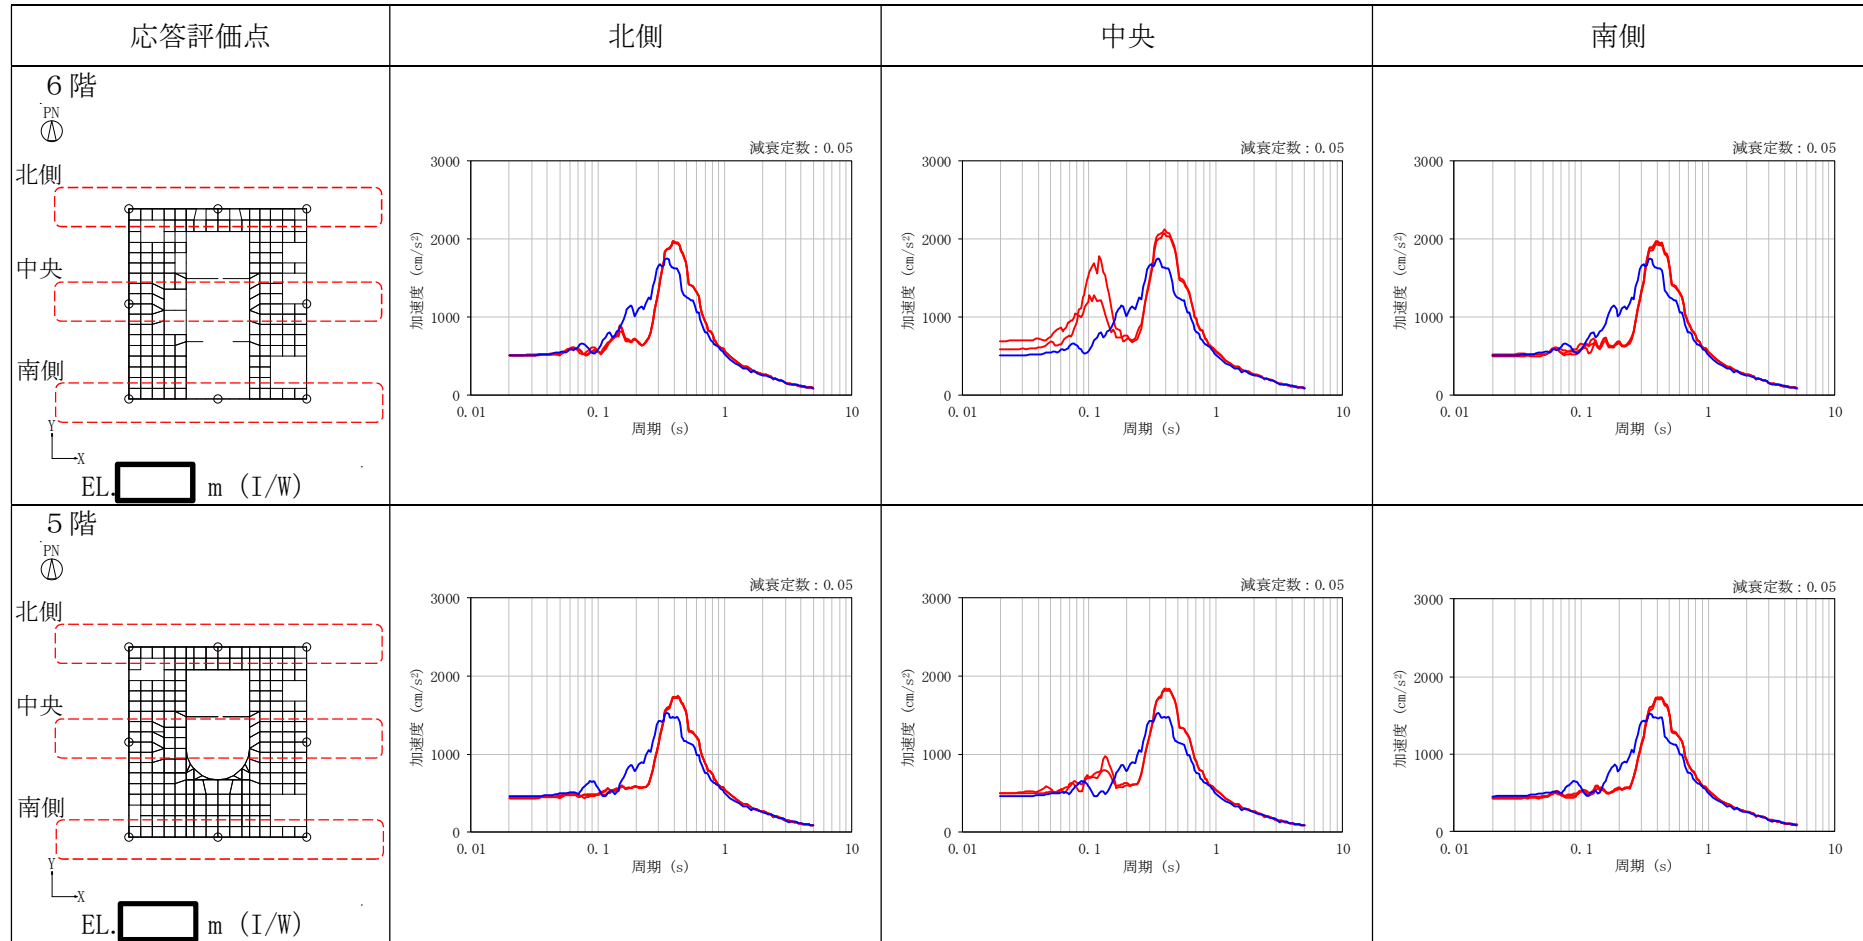 応答評価点 北側 中央 南側
6階
PN
北側
中央
南側
Y
X
EL. m (I/W)
減衰定数:0.05
3000
2000
1000
0
加速度 (cm/s²)
0.01 0.1 1 10
周期 (s)
減衰定数:0.05
3000
2000
1000
0
加速度 (cm/s²)
0.01 0.1 1 10
周期 (s)
減衰定数:0.05
3000
2000
1000
0
加速度 (cm/s²)
0.01 0.1 1 10
周期 (s)
5階
PN
北側
中央
南側
Y
X
EL. m (I/W)
減衰定数:0.05
3000
2000
1000
0
加速度 (cm/s²)
0.01 0.1 1 10
周期 (s)
減衰定数:0.05
3000
2000
1000
0
加速度 (cm/s²)
0.01 0.1 1 10
周期 (s)
減衰定数:0.05
3000
2000
1000
0
加速度 (cm/s²)
0.01 0.1 1 10
周期 (s)